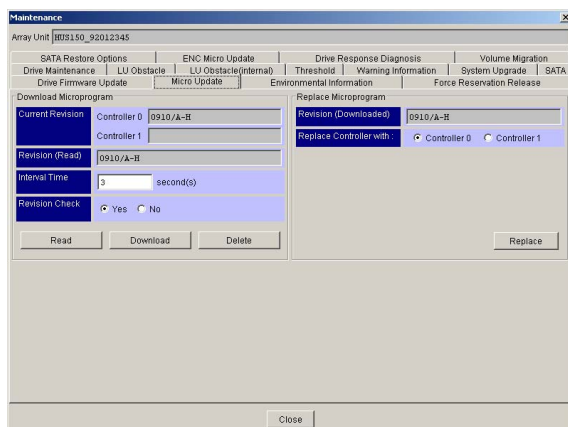 Maintenance
Array Unit HUS150_92012345
SATA Restore Options ENC Micro Update Drive Response Diagnosis Volume Migration
Drive Maintenance LU Obstacle LU Obstacle(internal) Threshold Warning Information System Upgrade SATA
Drive Firmware Update Micro Update Environmental Information Force Reservation Release
Download Microprogram
Current Revision Controller 0 0910/A-H
Controller 1
Revision (Read) 0910/A-H
Interval Time 3 second(s)
Revision Check Yes No
Read Download Delete
Replace Microprogram
Revision (Downloaded) 0910/A-H
Replace Controller with : Controller 0 Controller 1
Replace
Close